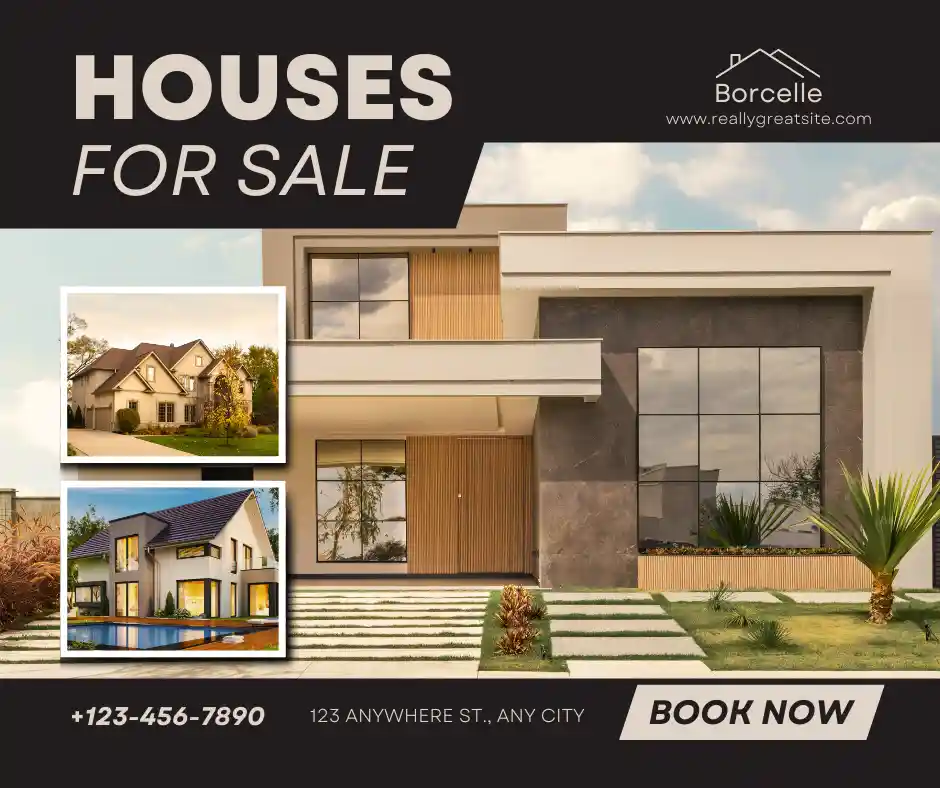 HOUSES
FOR SALE
Borcelle
www.reallygreatsite.com
+123-456-7890
123 ANYWHERE ST., ANY CITY
BOOK NOW